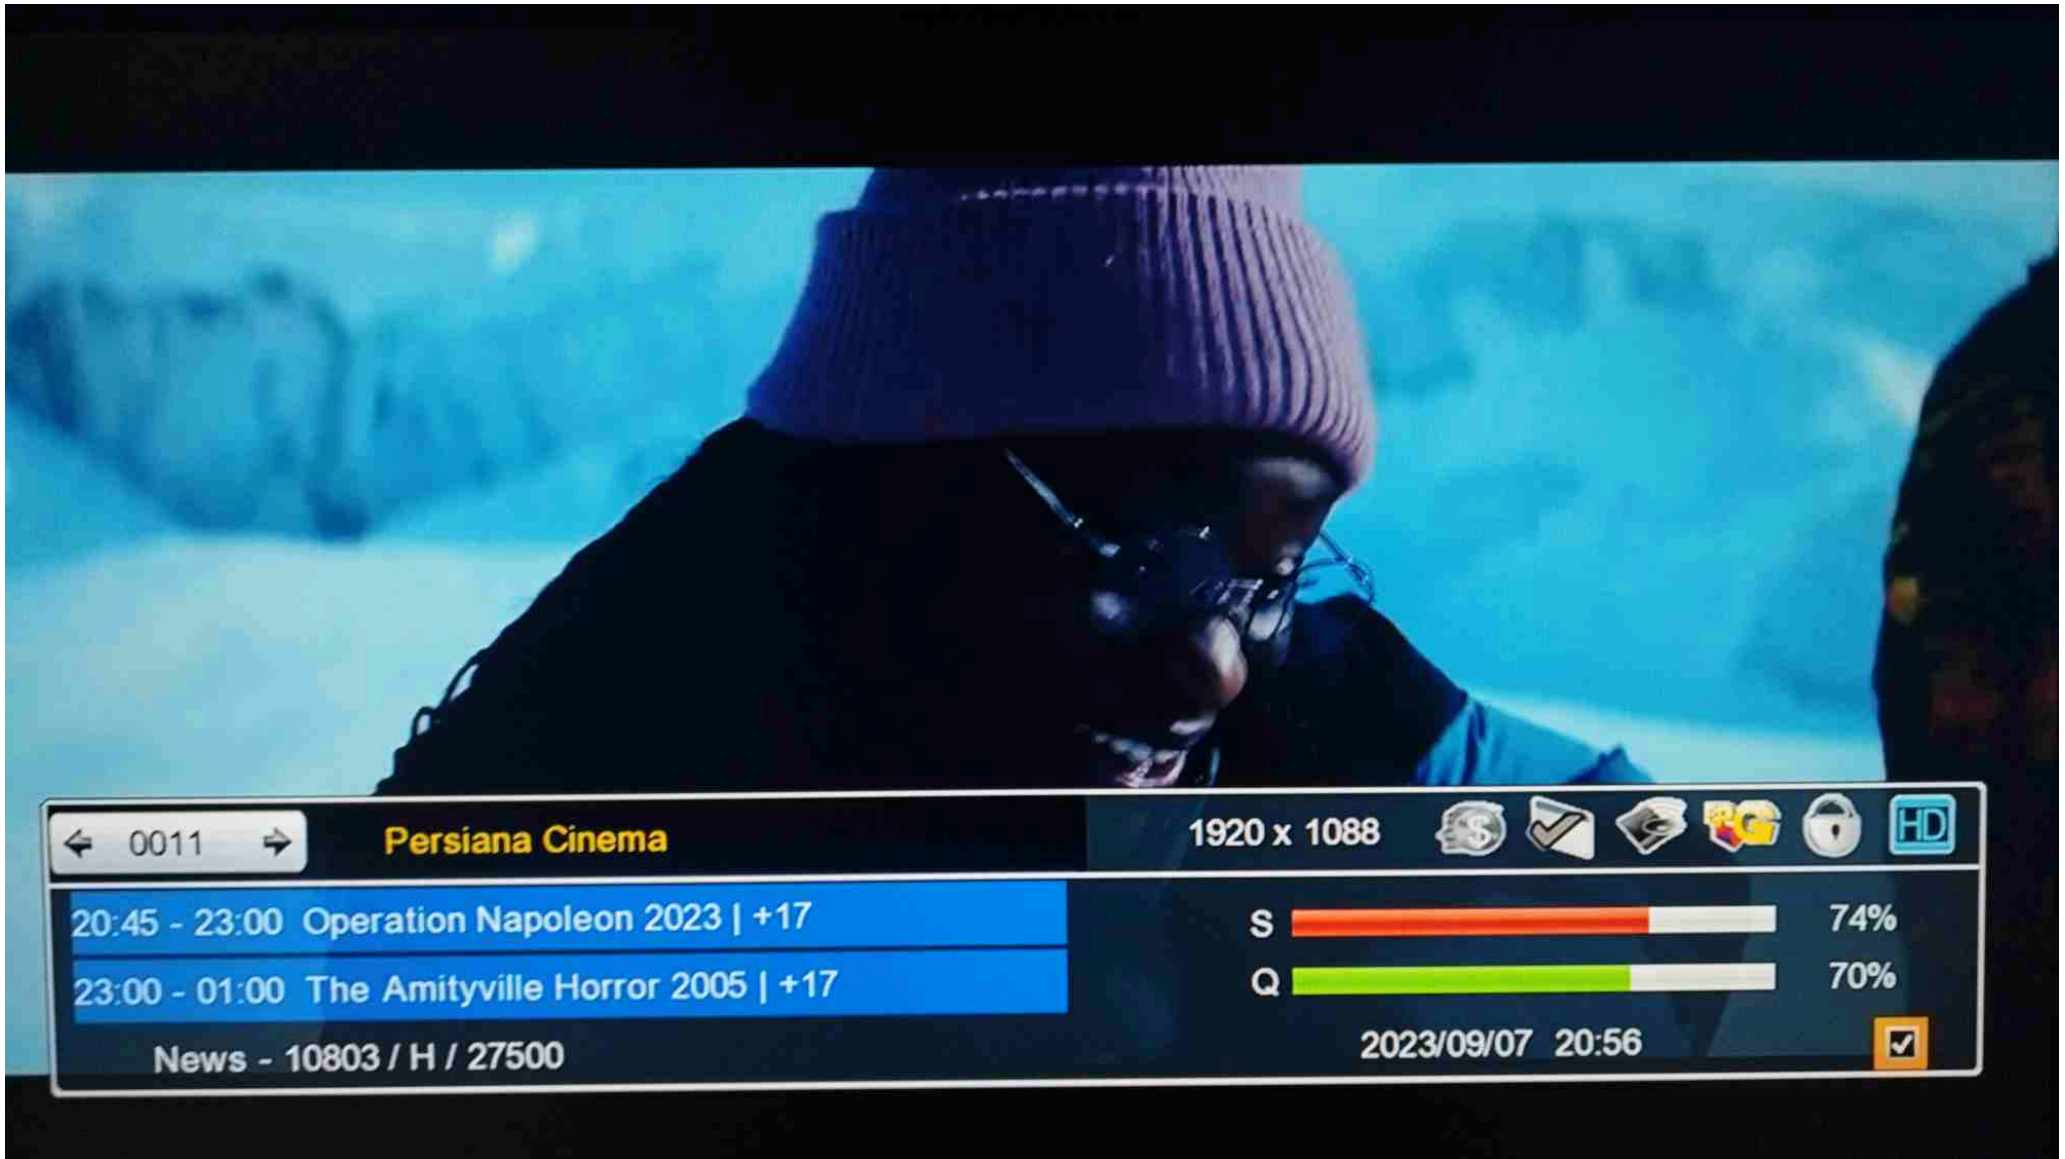 0011
Persiana Cinema
1920 x 1088
$
EPG
HD
20:45 - 23:00 Operation Napoleon 2023 | +17
23:00 - 01:00 The Amityville Horror 2005 | +17
S 74%
Q 70%
News - 10803 / H / 27500
2023/09/07 20:56